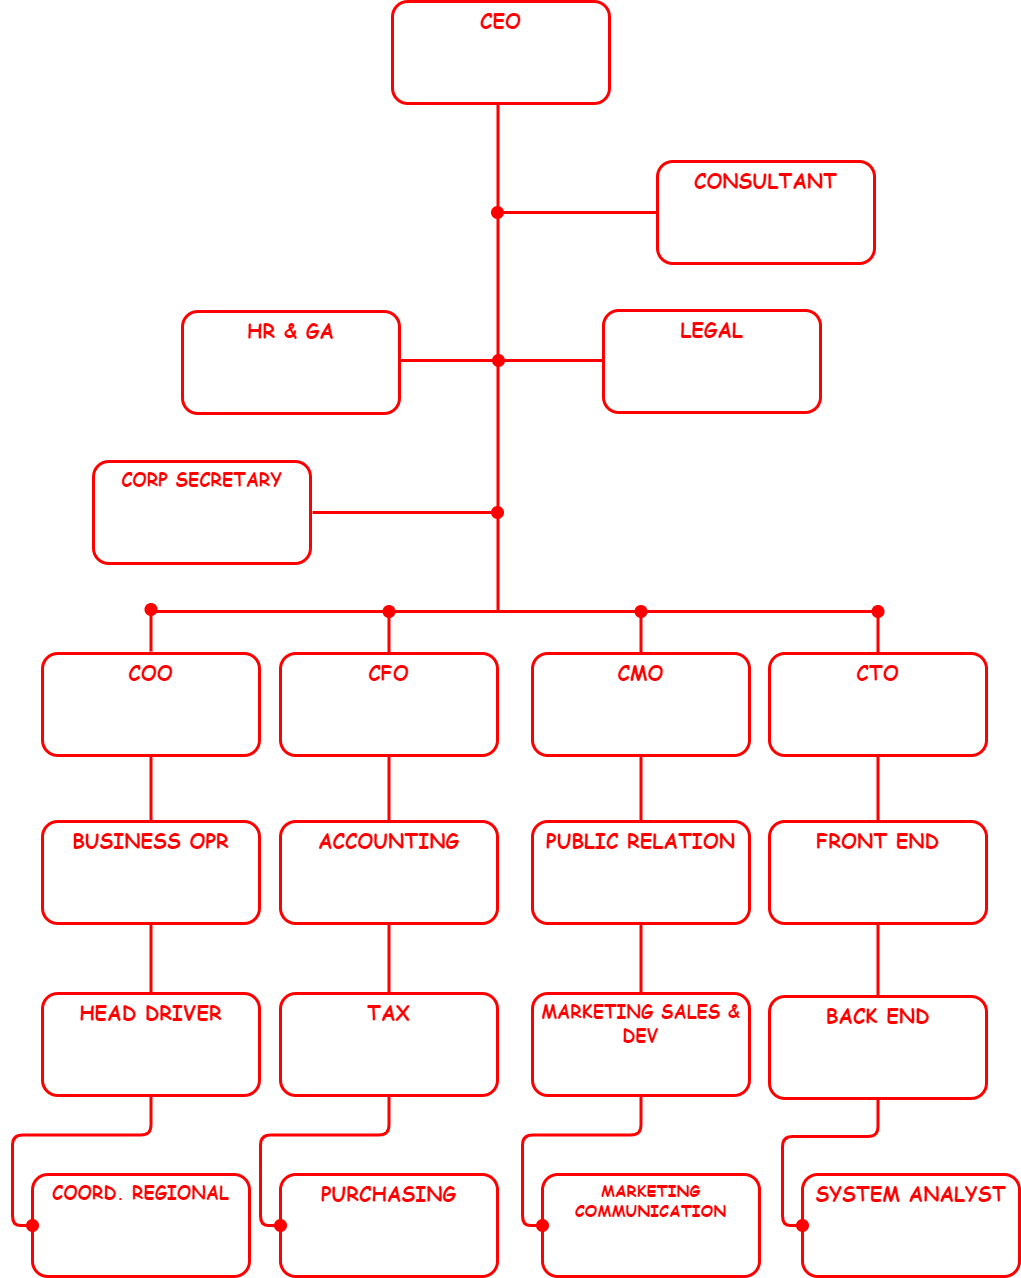 CEO
CONSULTANT
HR & GA
LEGAL
CORP SECRETARY
COO
CFO
CMO
CTO
BUSINESS OPR
ACCOUNTING
PUBLIC RELATION
FRONT END
HEAD DRIVER
TAX
MARKETING SALES &
DEV
BACK END
COORD. REGIONAL
PURCHASING
MARKETING
COMMUNICATION
SYSTEM ANALYST